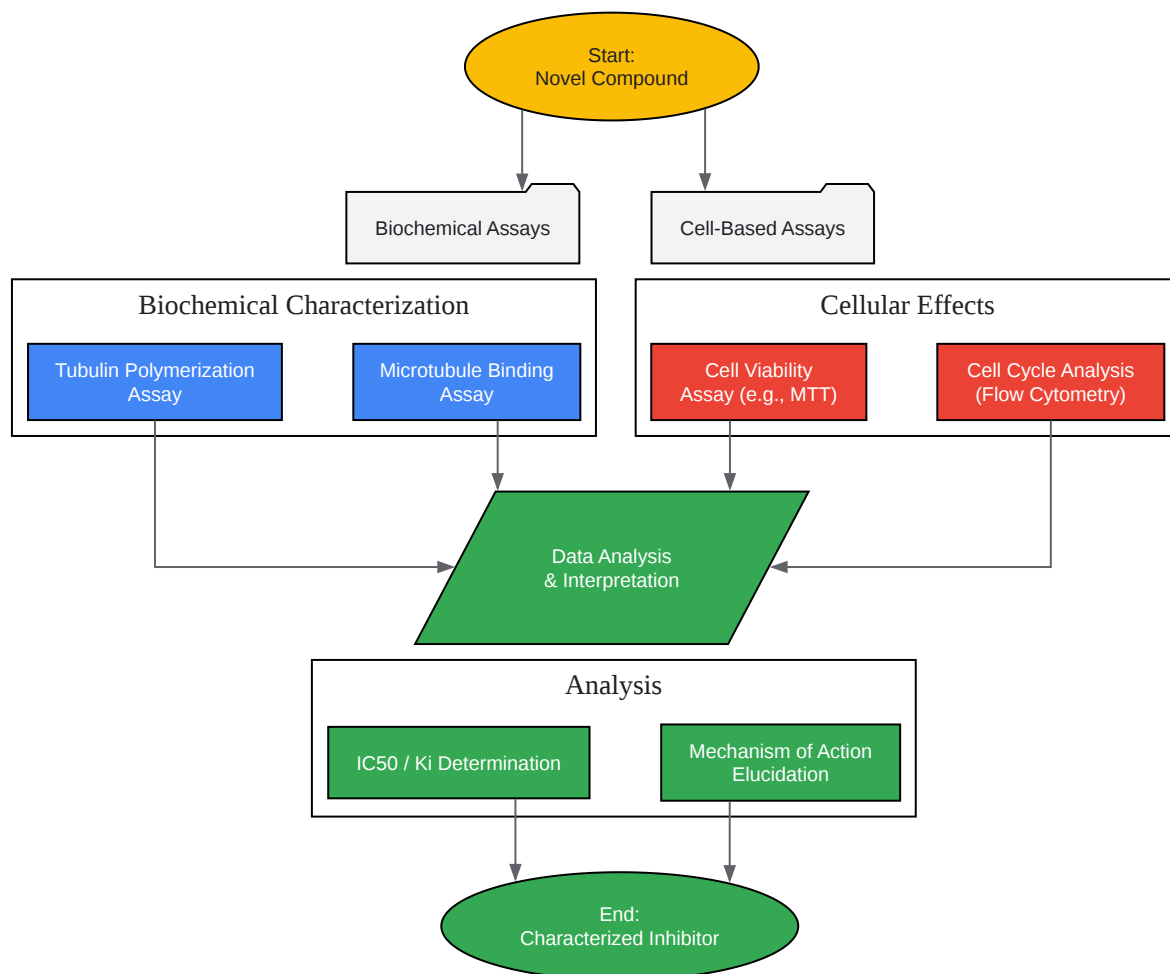 Start:
Novel Compound
Biochemical Assays
Cell-Based Assays
Biochemical Characterization
Tubulin Polymerization
Assay
Microtubule Binding
Assay
Cellular Effects
Cell Viability
Assay (e.g., MTT)
Cell Cycle Analysis
(Flow Cytometry)
Data Analysis
& Interpretation
Analysis
IC50 / Ki Determination
Mechanism of Action
Elucidation
End:
Characterized Inhibitor